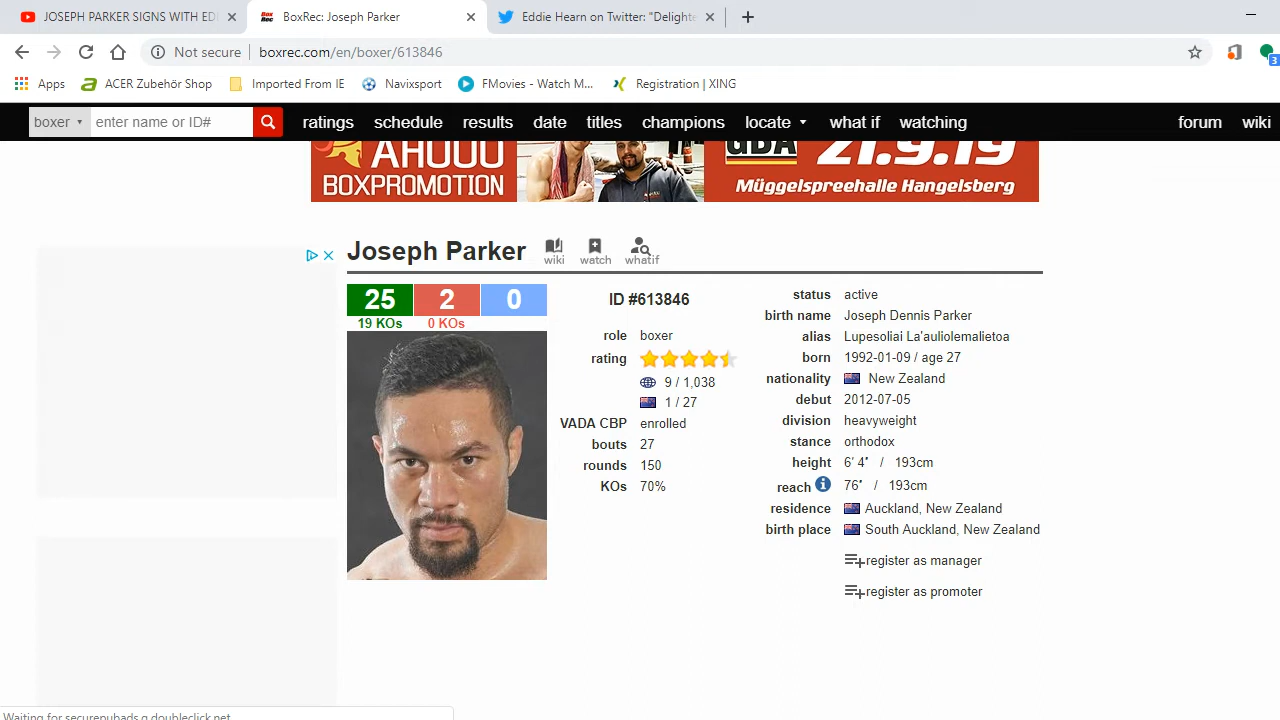 JOSEPH PARKER SIGNS WITH EDI
Box Rec BoxRec: Joseph Parker
Eddie Hearn on Twitter: "Delighte
Not secure boxrec.com/en/boxer/613846
3
Apps ACER Zubehör Shop Imported From IE Navixsport FMovies - Watch M... Registration | XING
boxer enter name or ID# ratings schedule results date titles champions locate what if watching forum wiki
AHUUU
BOXPROMOTION
GBA
21.9.19
Müggelspreehalle Hangelsberg
Joseph Parker wiki watch whatif
25 2 0
19 KOs 0 KOs
ID #613846
role boxer
rating
9 / 1,038
1 / 27
VADA CBP enrolled
bouts 27
rounds 150
KOs 70%
status active
birth name Joseph Dennis Parker
alias Lupesoliai La'auliolemalietoa
born 1992-01-09 / age 27
nationality New Zealand
debut 2012-07-05
division heavyweight
stance orthodox
height 6′ 4″ / 193cm
reach 76″ / 193cm
residence Auckland, New Zealand
birth place South Auckland, New Zealand
register as manager
register as promoter
Waiting for securepubads.g.doubleclick.net